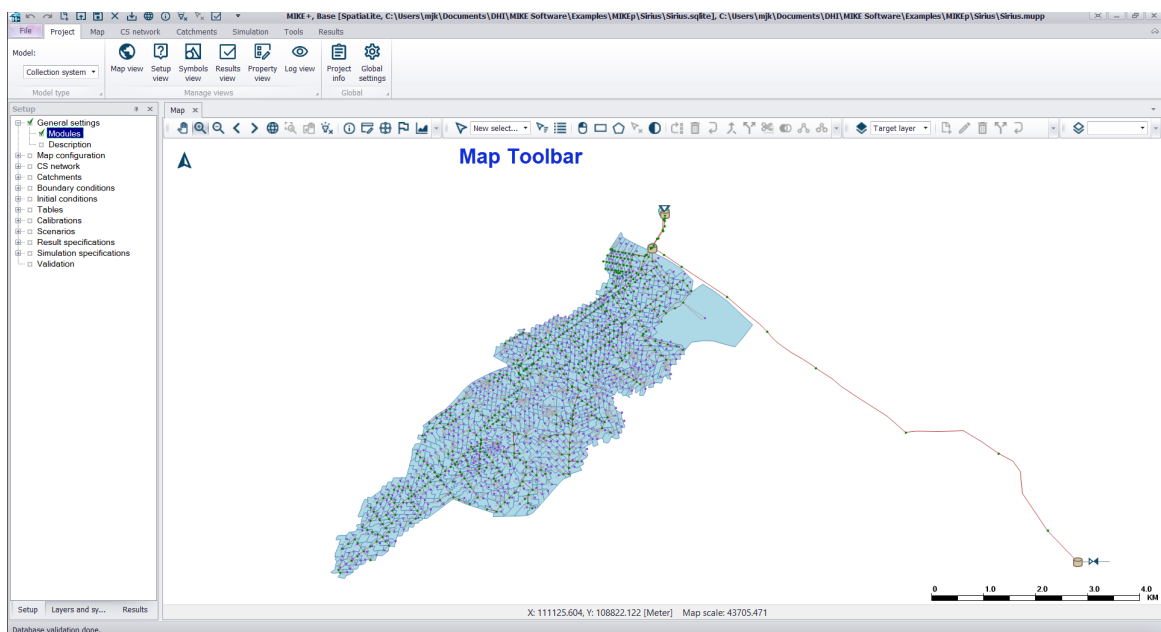 MIKE+, Base [SpatiaLite, C:\Users\mjk\Documents\DHI\MIKE Software\Examples\MIKEp\Sirius\Sirius.sqlite], C:\Users\mjk\Documents\DHI\MIKE Software\Examples\MIKEp\Sirius\Sirius.mupp
File Project Map CS network Catchments Simulation Tools Results
Model:
Collection system
Map view Setup view Symbols view Results view Property view Log view Project info Global settings
Model type Manage views Global
Setup
Map
General settings
Modules
Description
Map configuration
CS network
Catchments
Boundary conditions
Initial conditions
Tables
Calibrations
Scenarios
Result specifications
Simulation specifications
Validation
New select...
Target layer
Map Toolbar
0 1.0 2.0 3.0 4.0
KM
Setup Layers and sy... Results
X: 111125.604, Y: 108822.122 [Meter] Map scale: 43705.471
Database validation done.